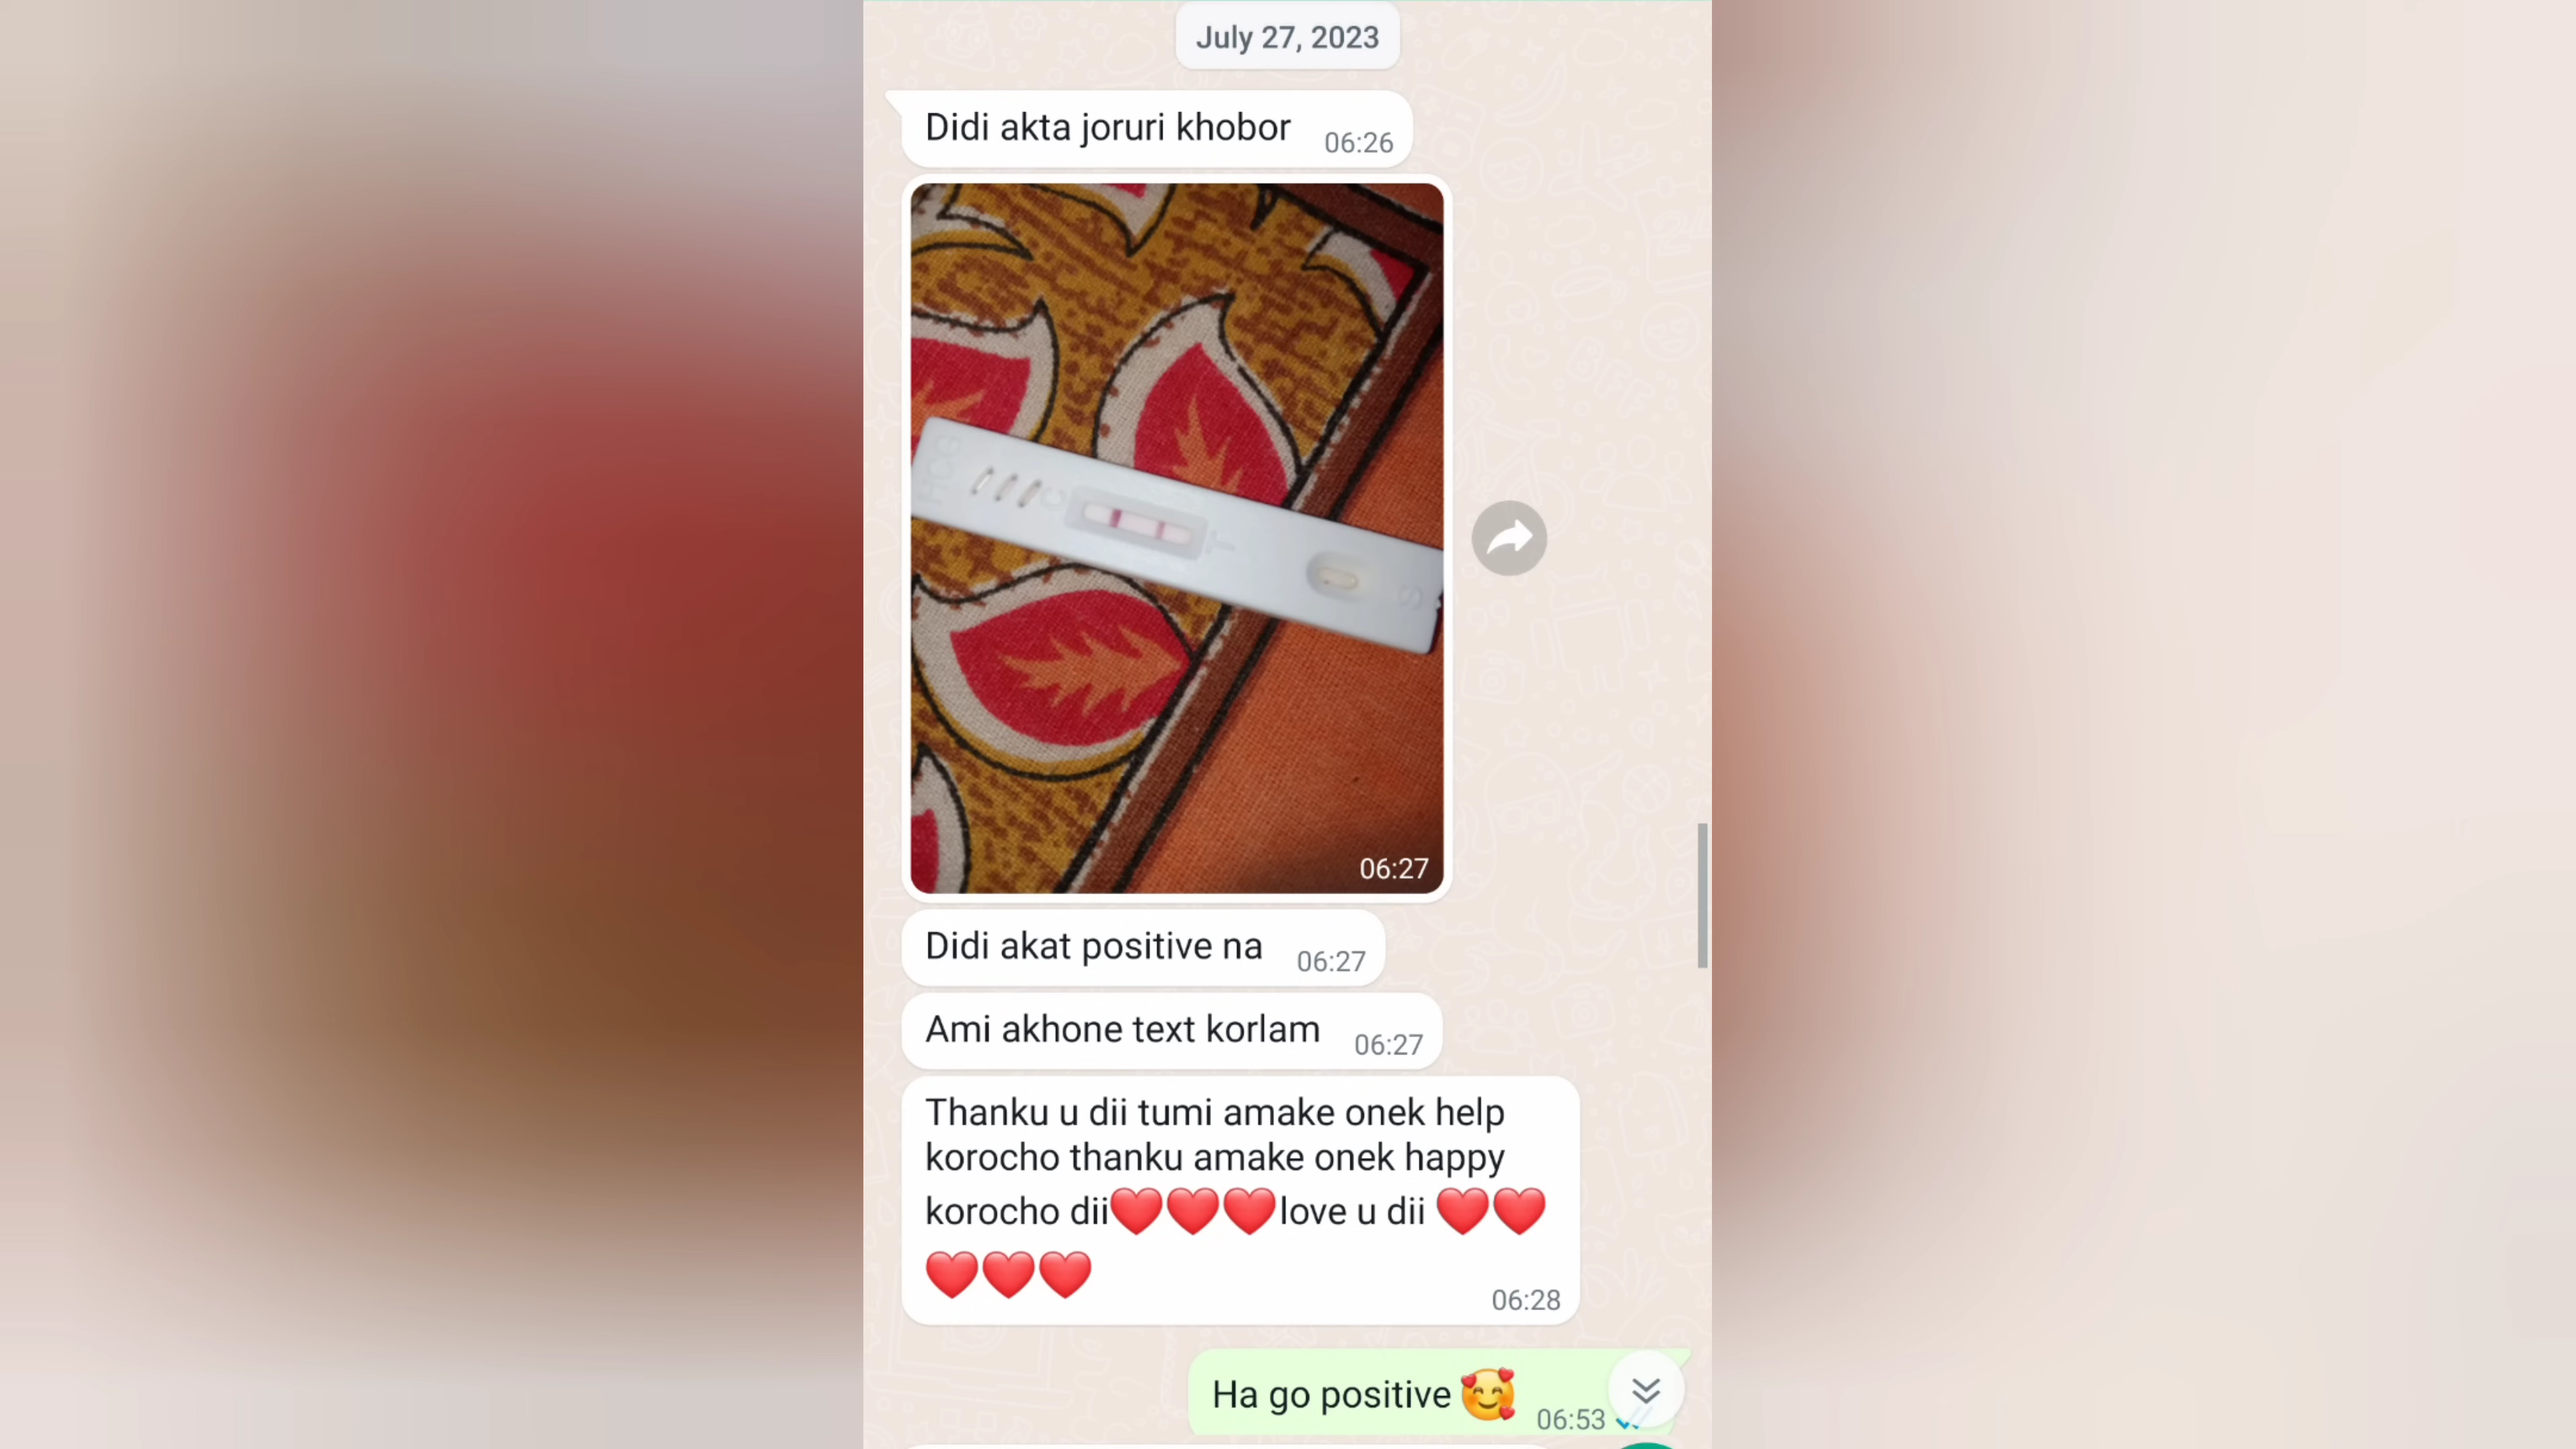 July 27, 2023
Didi akta joruri khobor 06:26
HCG
C
T
S
06:27
Didi akat positive na 06:27
Ami akhone text korlam 06:27
Thanku u dii tumi amake onek help
korocho thanku amake onek happy
korocho dii❤️❤️❤️love u dii ❤️❤️
❤️❤️❤️
06:28
Ha go positive 🥰 06:53